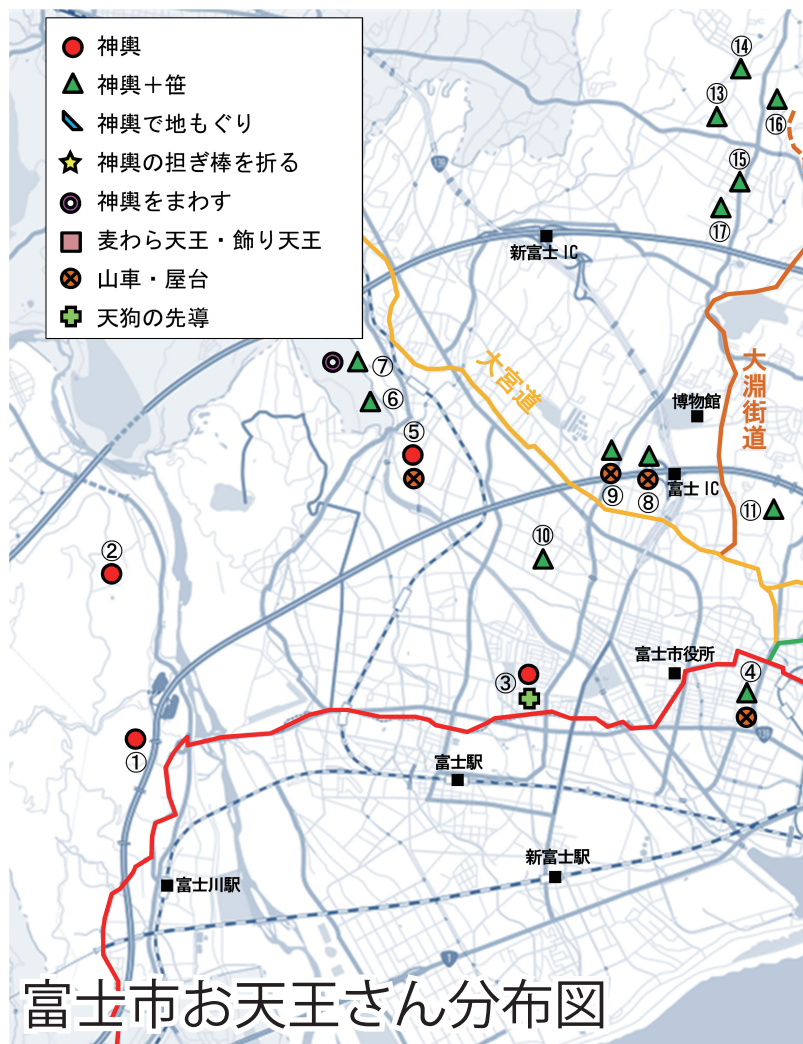 神輿
神輿＋笹
神輿で地もぐり
神輿の担ぎ棒を折る
神輿をまわす
麦わら天王・飾り天王
山車・屋台
天狗の先導
⑭
⑬
⑯
⑮
⑰
139
新富士 IC
大宮道
大淵街道
⑦
⑥
博物館
⑤
富士 IC
⑨
⑧
⑪
②
⑩
富士市役所
③
④
①
139
富士駅
新富士駅
富士川駅
1
富士市お天王さん分布図